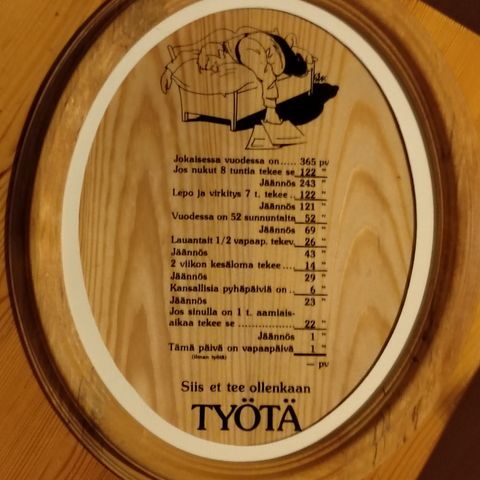 Jokaisessa vuodessa on..... 365 pv
Jos nukut 8 tuntia tekee se 122 "
Jäännös 243 "
Lepo ja virkitys 7 t. tekee .. 122 "
Jäännös 121 "
Vuodessa on 52 sunnuntaita 52 "
Jäännös 69 "
Lauantait 1/2 vapaap. tekev. 26 "
Jäännös 43 "
2 viikon kesäloma tekee .... 14 "
Jäännös 29 "
Kansallisia pyhäpäiviä on .. 6 "
Jäännös 23 "
Jos sinulla on 1 t. aamiais-
aikaa tekee se ................ 22 "
Jäännös 1 "
Tämä päivä on vapaapäivä 1 "
(ilman työtä)
— pv
Siis et tee ollenkaan
TYÖTÄ